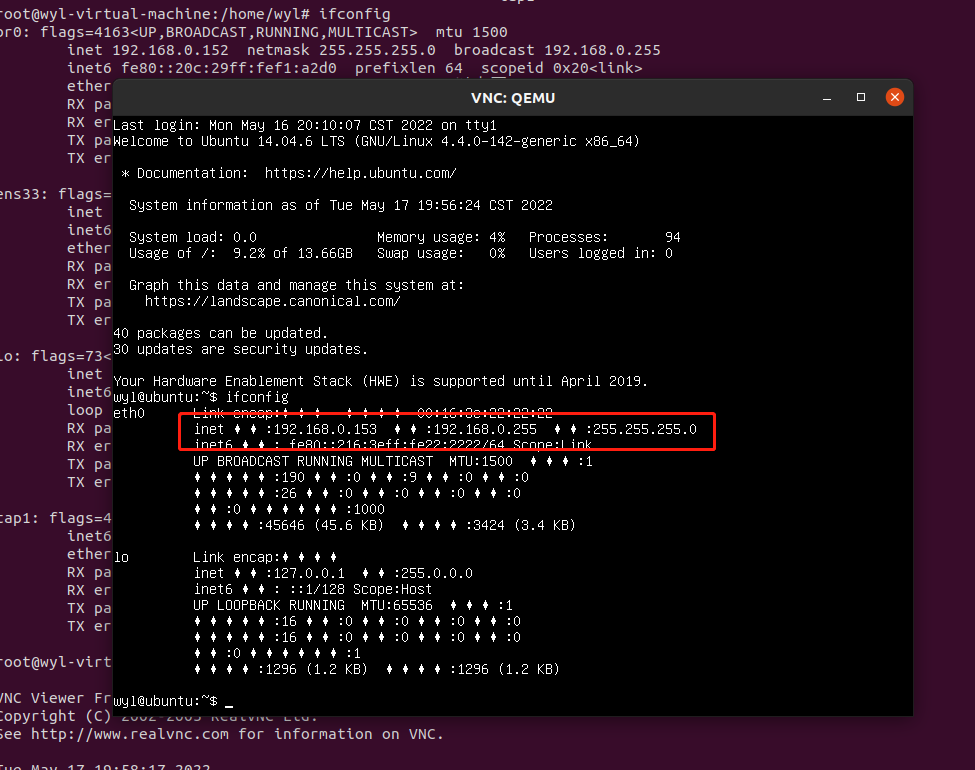 root@wyl-virtual-machine:/home/wyl# ifconfig
br0: flags=4163<UP,BROADCAST,RUNNING,MULTICAST>  mtu 1500
inet 192.168.0.152  netmask 255.255.255.0  broadcast 192.168.0.255
inet6 fe80::20c:29ff:fef1:a2d0  prefixlen 64  scopeid 0x20<link>
ether
RX pa
RX er
TX pa
TX er
ens33: flags=
inet
inet6
ether
RX pa
RX er
TX pa
TX er
lo: flags=73<
inet
inet6
loop
RX pa
RX er
TX pa
TX er
tap1: flags=4
inet6
ether
RX pa
RX er
TX pa
TX er
root@wyl-virt
VNC Viewer Fr
Copyright (C) 2002-2005 RealVNC Ltd.
See http://www.realvnc.com for information on VNC.
Tue May 17 19:58:17 2022
VNC: QEMU
Last login: Mon May 16 20:10:07 CST 2022 on tty1
Welcome to Ubuntu 14.04.6 LTS (GNU/Linux 4.4.0-142-generic x86_64)
* Documentation:  https://help.ubuntu.com/
System information as of Tue May 17 19:56:24 CST 2022
System load: 0.0               Memory usage: 4%   Processes:       94
Usage of /:  9.2% of 13.66GB   Swap usage:   0%   Users logged in: 0
Graph this data and manage this system at:
https://landscape.canonical.com/
40 packages can be updated.
30 updates are security updates.
Your Hardware Enablement Stack (HWE) is supported until April 2019.
wyl@ubuntu:~$ ifconfig
eth0      Link encap:♦ ♦ ♦   ♦ ♦ ♦ ♦  00:16:3e:22:22:22
inet ♦ ♦ :192.168.0.153  ♦ ♦ :192.168.0.255  ♦ ♦ :255.255.255.0
inet6 ♦ ♦ : fe80::216:3eff:fe22:2222/64 Scope:Link
UP BROADCAST RUNNING MULTICAST  MTU:1500  ♦ ♦ ♦ :1
♦ ♦ ♦ ♦ ♦ :190 ♦ ♦ :0 ♦ ♦ :9 ♦ ♦ :0 ♦ ♦ :0
♦ ♦ ♦ ♦ ♦ :26 ♦ ♦ :0 ♦ ♦ :0 ♦ ♦ :0 ♦ ♦ :0
♦ ♦ :0 ♦ ♦ ♦ ♦ ♦ ♦ :1000
♦ ♦ ♦ ♦ :45646 (45.6 KB)  ♦ ♦ ♦ ♦ :3424 (3.4 KB)
lo        Link encap:♦ ♦ ♦ ♦
inet ♦ ♦ :127.0.0.1  ♦ ♦ :255.0.0.0
inet6 ♦ ♦ : ::1/128 Scope:Host
UP LOOPBACK RUNNING  MTU:65536  ♦ ♦ ♦ :1
♦ ♦ ♦ ♦ ♦ :16 ♦ ♦ :0 ♦ ♦ :0 ♦ ♦ :0 ♦ ♦ :0
♦ ♦ ♦ ♦ ♦ :16 ♦ ♦ :0 ♦ ♦ :0 ♦ ♦ :0 ♦ ♦ :0
♦ ♦ :0 ♦ ♦ ♦ ♦ ♦ ♦ :1
♦ ♦ ♦ ♦ :1296 (1.2 KB)  ♦ ♦ ♦ ♦ :1296 (1.2 KB)
wyl@ubuntu:~$ _